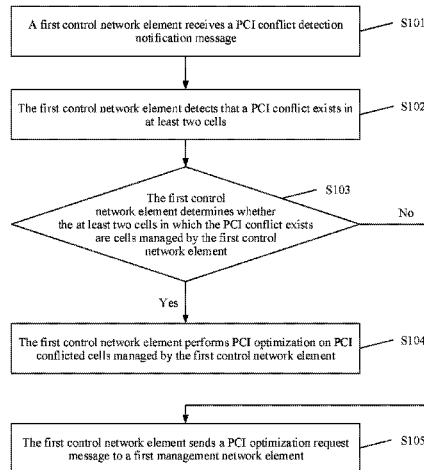 A first control network element receives a PCI conflict detection
notification message
S101
The first control network element detects that a PCI conflict exists in
at least two cells
S102
The first control
network element determines whether
the at least two cells in which the PCI conflict exists
are cells managed by the first control
network element
S103
No
Yes
The first control network element performs PCI optimization on PCI
conflicted cells managed by the first control network element
S104
The first control network element sends a PCI optimization request
message to a first management network element
S105